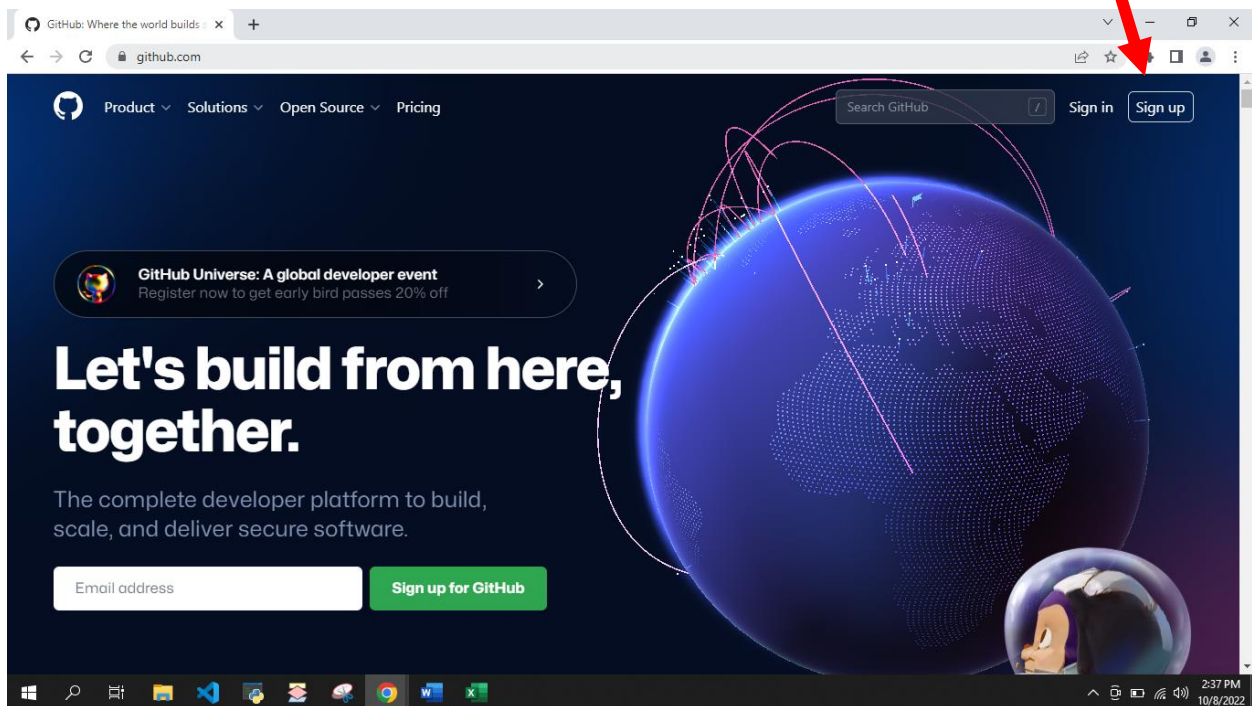 GitHub: Where the world builds s
github.com
Product Solutions Open Source Pricing
Search GitHub / Sign in Sign up
GitHub Universe: A global developer event
Register now to get early bird passes 20% off
Let's build from here,
together.
The complete developer platform to build,
scale, and deliver secure software.
Email address Sign up for GitHub
2:37 PM
10/8/2022